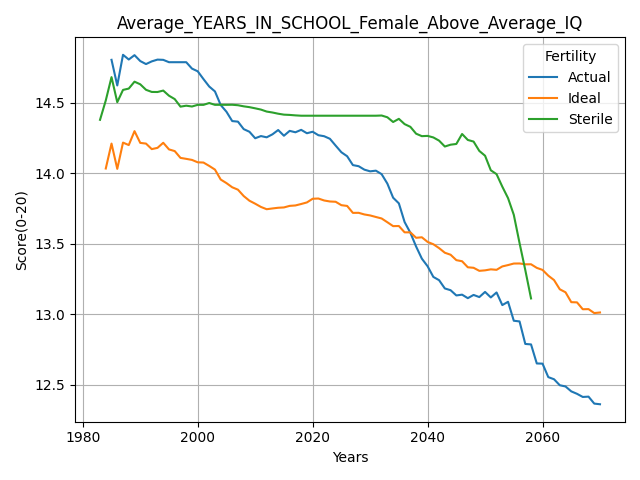 Average_YEARS_IN_SCHOOL_Female_Above_Average_IQ
Fertility
Actual
Ideal
Sterile
Score(0-20)
14.5
14.0
13.5
13.0
12.5
1980 2000 2020 2040 2060
Years